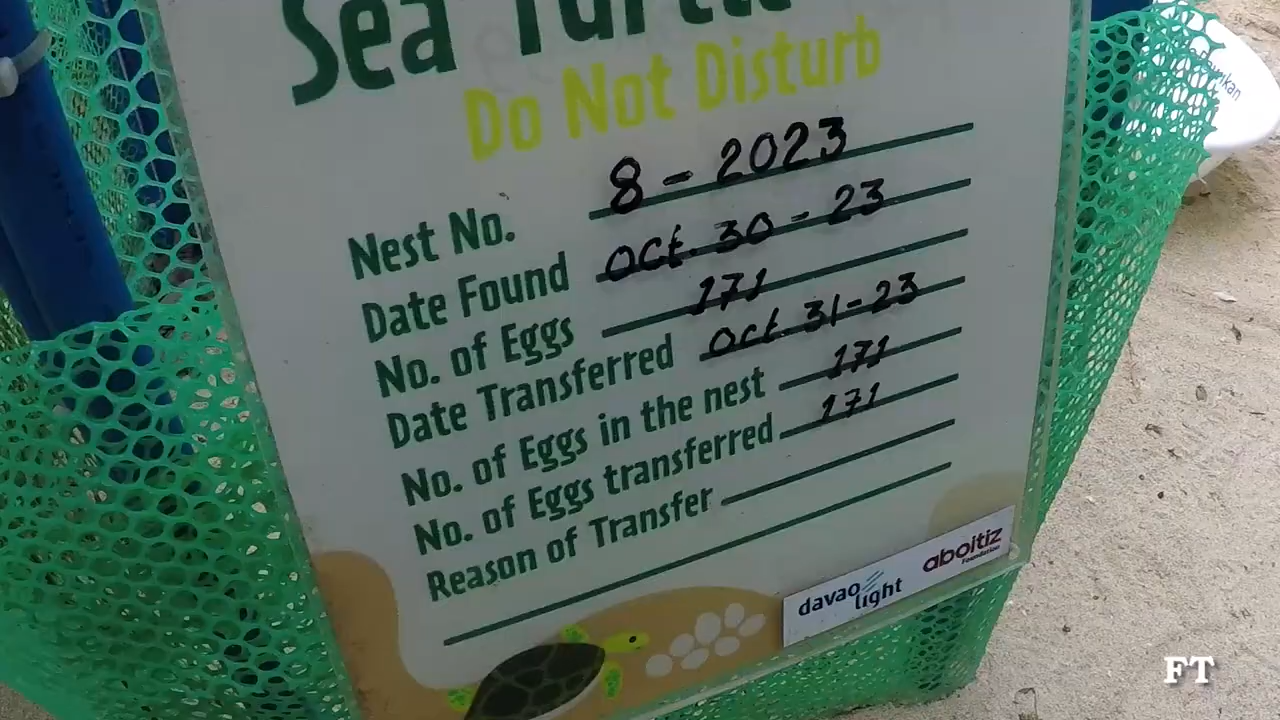 Sea Turtle
Do Not Disturb
Nest No. 8 - 2023
Date Found Oct. 30 - 23
No. of Eggs 171
Date Transferred Oct. 31-23
No. of Eggs in the nest 171
No. of Eggs transferred 171
Reason of Transfer
davao light
aboitiz
Foundation
FT